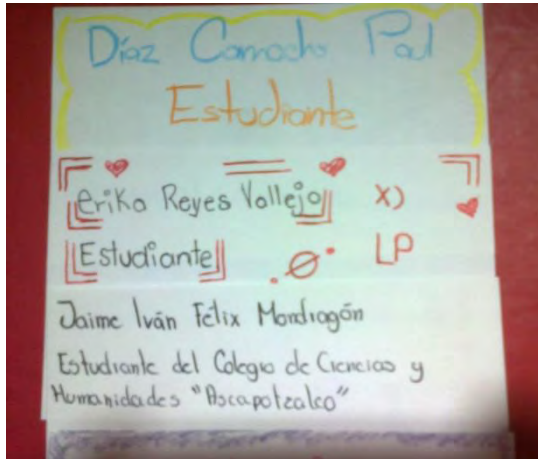 Díaz Camacho Paul
Estudiante
Erika Reyes Vallejo X)
Estudiante LP
Jaime Iván Félix Mondragón
Estudiante del Colegio de Ciencias y
Humanidades "Ascapotzalco"